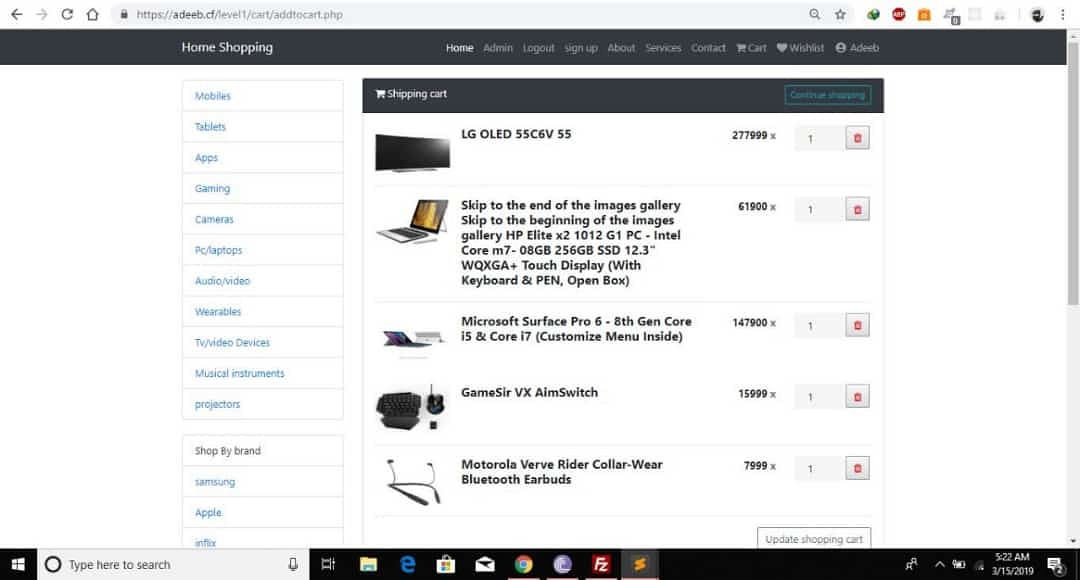 https://adeeb.cf/level1/cart/addtocart.php
ABP
0
Home Shopping
Home Admin Logout sign up About Services Contact Cart Wishlist Adeeb
Mobiles
Tablets
Apps
Gaming
Cameras
Pc/laptops
Audio/video
Wearables
Tv/video Devices
Musical instruments
projectors
Shop By brand
samsung
Apple
inflix
Shipping cart
Continue shopping
LG OLED 55C6V 55
277999 x
1
Skip to the end of the images gallery
Skip to the beginning of the images
gallery HP Elite x2 1012 G1 PC - Intel
Core m7- 08GB 256GB SSD 12.3"
WQXGA+ Touch Display (With
Keyboard & PEN, Open Box)
61900 x
1
Microsoft Surface Pro 6 - 8th Gen Core
i5 & Core i7 (Customize Menu Inside)
147900 x
1
GameSir VX AimSwitch
15999 x
1
Motorola Verve Rider Collar-Wear
Bluetooth Earbuds
7999 x
1
Update shopping cart
Type here to search
Fz
5:22 AM
3/15/2019
2